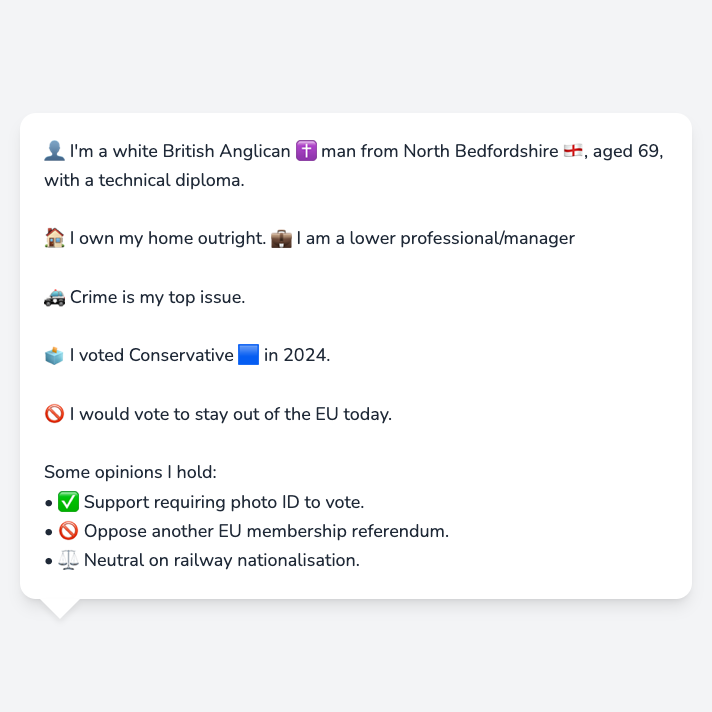 👤 I'm a white British Anglican ✝️ man from North Bedfordshire 🏴󠁧󠁢󠁥󠁮󠁧󠁿, aged 69,
with a technical diploma.
🏠 I own my home outright. 💼 I am a lower professional/manager
🚓 Crime is my top issue.
🗳️ I voted Conservative 🟦 in 2024.
🚫 I would vote to stay out of the EU today.
Some opinions I hold:
• ✅ Support requiring photo ID to vote.
• 🚫 Oppose another EU membership referendum.
• ⚖️ Neutral on railway nationalisation.